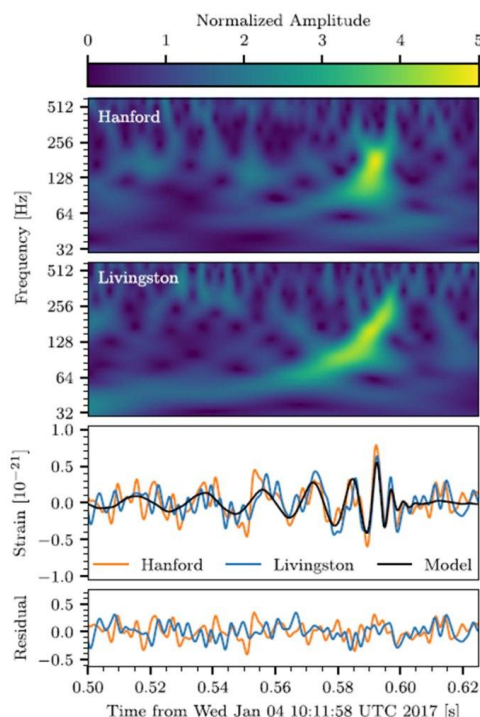 Normalized Amplitude
0 1 2 3 4 5
512
Hanford
256
128
64
32
Frequency [Hz]
512
Livingston
256
128
64
32
1.0
0.5
0.0
−0.5
−1.0
Strain [10−21]
Hanford Livingston Model
0.5
0.0
−0.5
Residual
0.50 0.52 0.54 0.56 0.58 0.60 0.62
Time from Wed Jan 04 10:11:58 UTC 2017 [s]